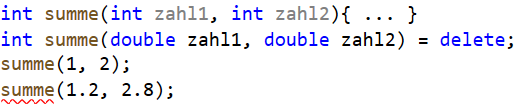 int summe(int zahl1, int zahl2){ ... }
int summe(double zahl1, double zahl2) = delete;
summe(1, 2);
summe(1.2, 2.8);